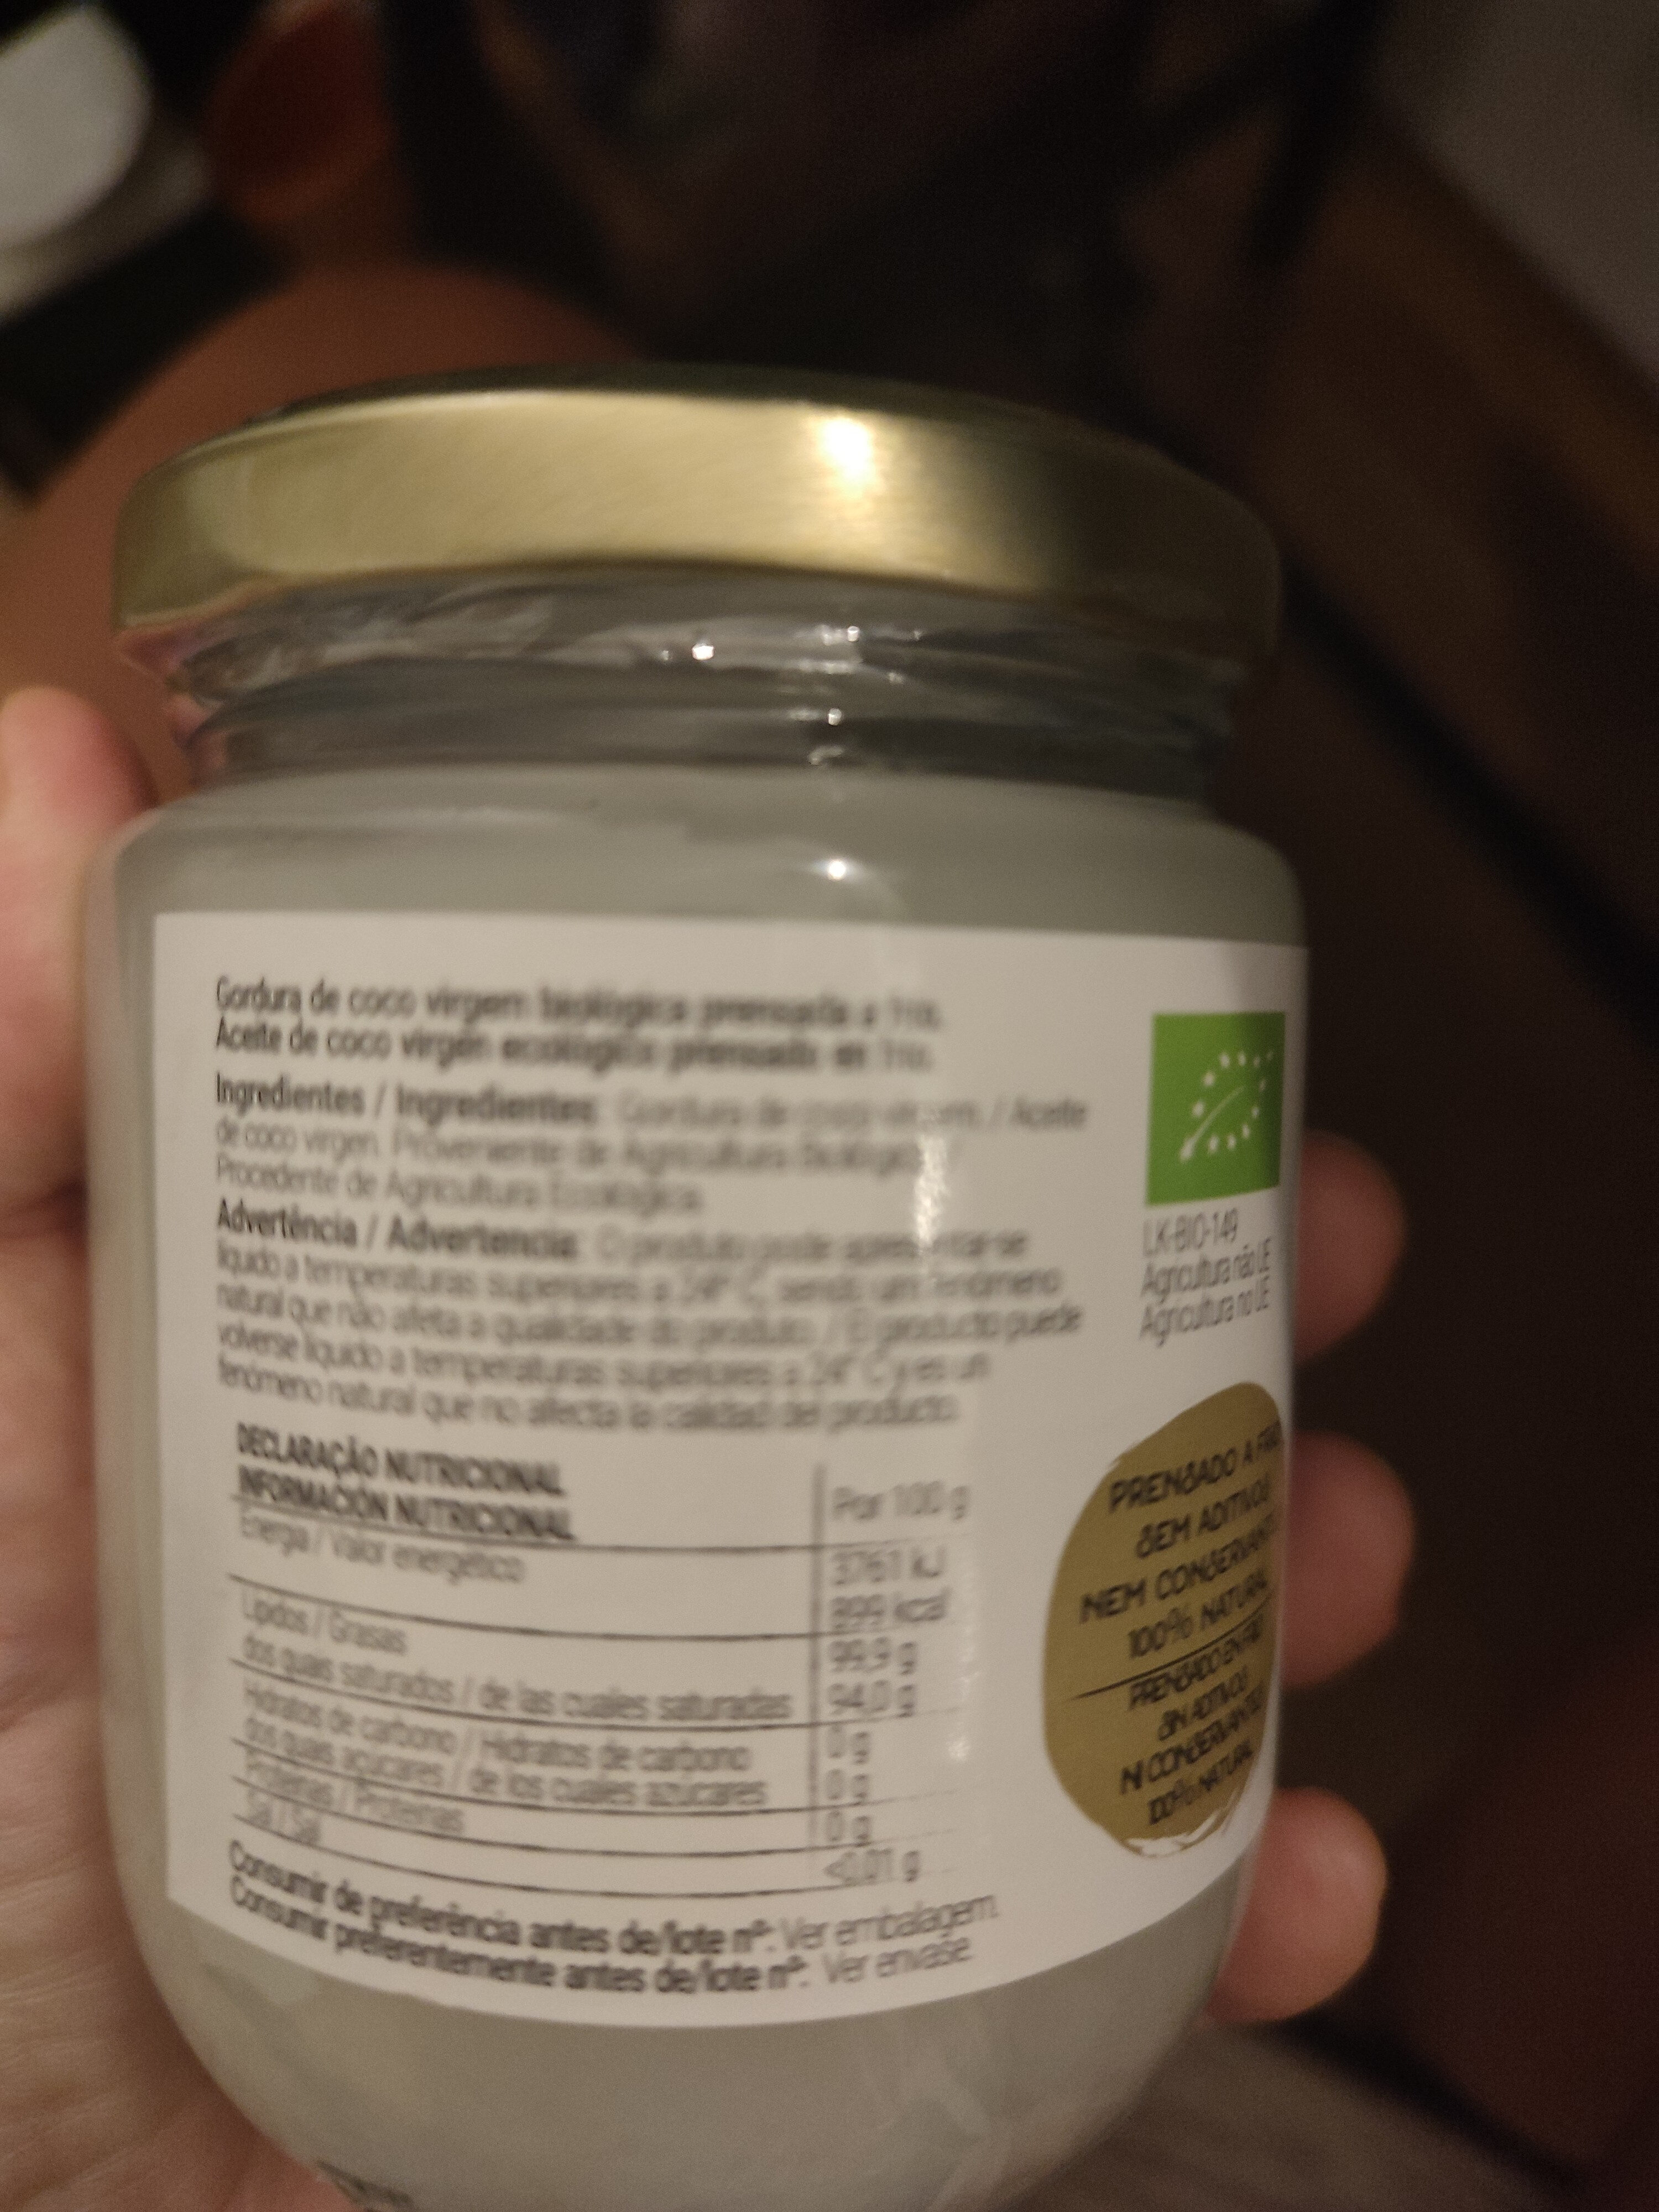 Gordura de coco virgem biológica prensada a frio.
Aceite de coco virgen ecológico prensado en frío.
Ingredientes / Ingredientes: Gordura de coco virgem. / Aceite
de coco virgen. Proveniente de Agricultura Biológica. /
Procedente de Agricultura Ecológica.
Advertência / Advertencia: O produto pode apresentar-se
líquido a temperaturas superiores a 24º C, sendo um fenómeno
natural que não afeta a qualidade do produto. / El producto puede
volverse líquido a temperaturas superiores a 24º C y es un
fenómeno natural que no afecta la calidad del producto.
DECLARAÇÃO NUTRICIONAL
INFORMACIÓN NUTRICIONAL
Por 100 g
Energia / Valor energético
3761 kJ
899 kcal
Lípidos / Grasas
99,9 g
dos quais saturados / de las cuales saturadas
94,0 g
Hidratos de carbono / Hidratos de carbono
0 g
dos quais açúcares / de los cuales azúcares
0 g
Proteínas / Proteínas
0 g
Sal / Sal
<0,01 g
Consumir de preferência antes de/lote nº: Ver embalagem.
Consumir preferentemente antes de/lote nº: Ver envase.
LK-BIO-149
Agricultura não UE
Agricultura no UE
PRENSADO A FRIO
SEM ADITIVOS
NEM CONSERVANTES
100% NATURAL
PRENSADO EN FRÍO
SIN ADITIVOS
NI CONSERVANTES
100% NATURAL